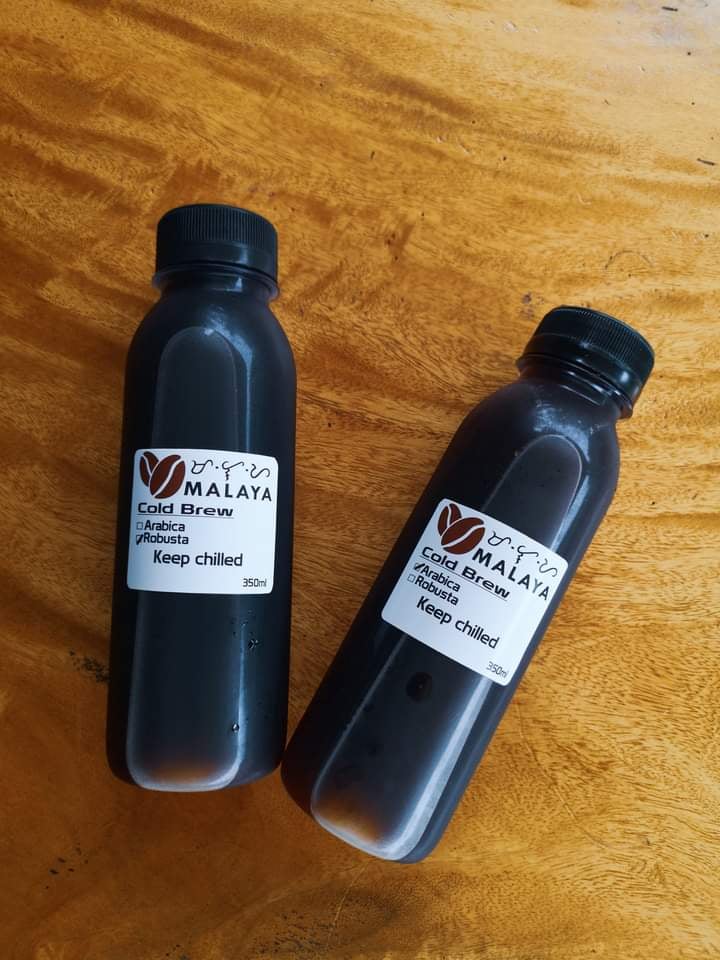 MALAYA
Cold Brew
Arabica
Robusta
Keep chilled
350ml
MALAYA
Cold Brew
Arabica
Robusta
Keep chilled
350ml